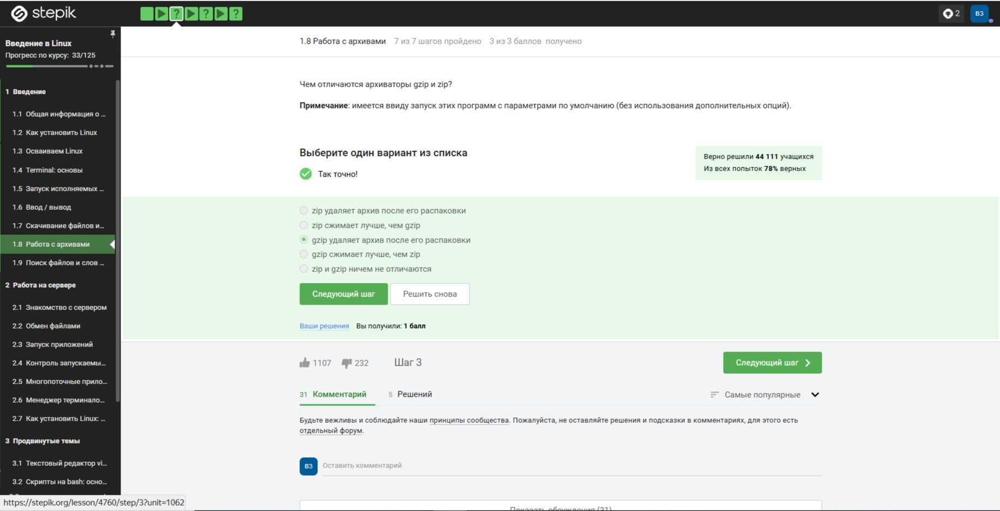 stepik
2
ВЗ
Введение в Linux
Прогресс по курсу: 33/125
1 Введение
1.1 Общая информация о ...
1.2 Как установить Linux
1.3 Осваиваем Linux
1.4 Terminal: основы
1.5 Запуск исполняемых ...
1.6 Ввод / вывод
1.7 Скачивание файлов и...
1.8 Работа с архивами
1.9 Поиск файлов и слов ...
2 Работа на сервере
2.1 Знакомство с сервером
2.2 Обмен файлами
2.3 Запуск приложений
2.4 Контроль запускаемы...
2.5 Многопоточные прило...
2.6 Менеджер терминало...
2.7 Как установить Linux: ...
3 Продвинутые темы
3.1 Текстовый редактор vi...
3.2 Скрипты на bash: осно...
https://stepik.org/lesson/4760/step/3?unit=1062
1.8 Работа с архивами 7 из 7 шагов пройдено 3 из 3 баллов получено
Чем отличаются архиваторы gzip и zip?
Примечание: имеется ввиду запуск этих программ с параметрами по умолчанию (без использования дополнительных опций).
Выберите один вариант из списка
Так точно!
Верно решили 44 111 учащихся
Из всех попыток 78% верных
zip удаляет архив после его распаковки
zip сжимает лучше, чем gzip
gzip удаляет архив после его распаковки
gzip сжимает лучше, чем zip
zip и gzip ничем не отличаются
Следующий шаг Решить снова
Ваши решения Вы получили: 1 балл
1107 232 Шаг 3 Следующий шаг
31 Комментарий 5 Решений Самые популярные
Будьте вежливы и соблюдайте наши принципы сообщества. Пожалуйста, не оставляйте решения и подсказки в комментариях, для этого есть
отдельный форум.
ВЗ Оставить комментарий
Показать обсуждения (31)